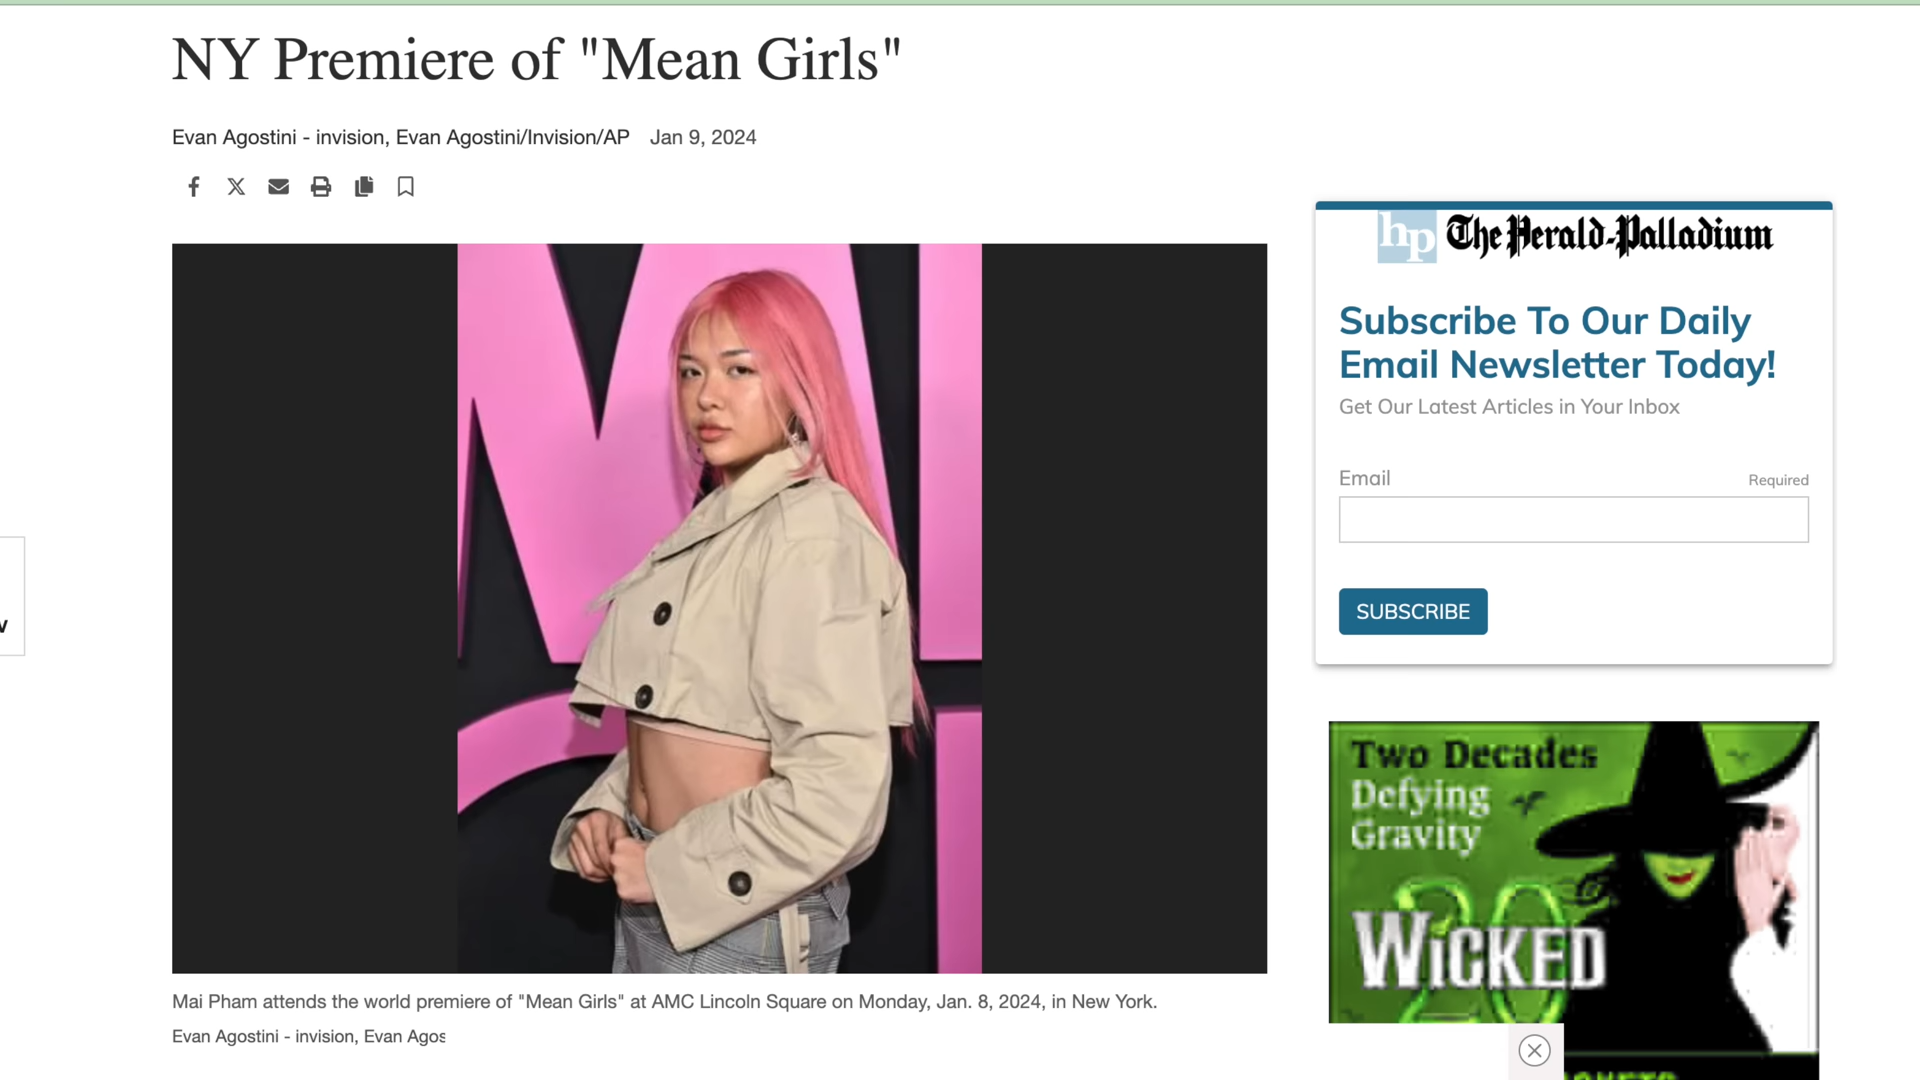 NY Premiere of "Mean Girls"
Evan Agostini - invision, Evan Agostini/Invision/AP Jan 9, 2024
hp The Herald-Palladium
Subscribe To Our Daily
Email Newsletter Today!
Get Our Latest Articles in Your Inbox
Email Required
SUBSCRIBE
Two Decades
Defying
Gravity
20
WICKED
Mai Pham attends the world premiere of "Mean Girls" at AMC Lincoln Square on Monday, Jan. 8, 2024, in New York.
Evan Agostini - invision, Evan Agos